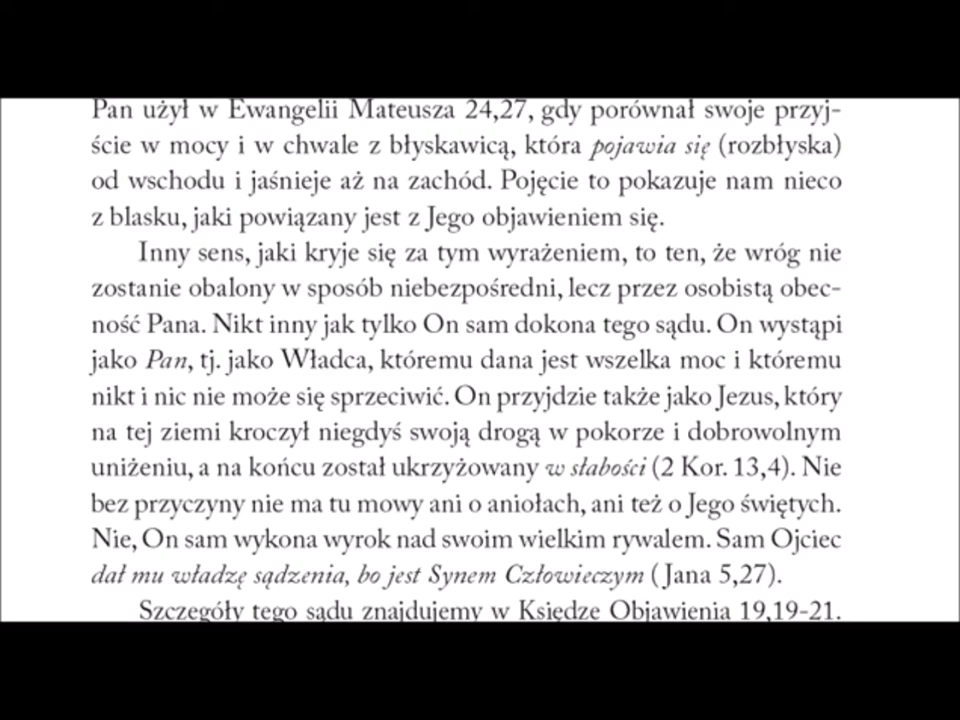 Pan użył w Ewangelii Mateusza 24,27, gdy porównał swoje przyj-
ście w mocy i w chwale z błyskawicą, która pojawia się (rozbłyska)
od wschodu i jaśnieje aż na zachód. Pojęcie to pokazuje nam nieco
z blasku, jaki powiązany jest z Jego objawieniem się.
Inny sens, jaki kryje się za tym wyrażeniem, to ten, że wróg nie
zostanie obalony w sposób niebezpośredni, lecz przez osobistą obec-
ność Pana. Nikt inny jak tylko On sam dokona tego sądu. On wystąpi
jako Pan, tj. jako Władca, któremu dana jest wszelka moc i któremu
nikt i nic nie może się sprzeciwić. On przyjdzie także jako Jezus, który
na tej ziemi kroczył niegdyś swoją drogą w pokorze i dobrowolnym
uniżeniu, a na końcu został ukrzyżowany w słabości (2 Kor. 13,4). Nie
bez przyczyny nie ma tu mowy ani o aniołach, ani też o Jego świętych.
Nie, On sam wykona wyrok nad swoim wielkim rywalem. Sam Ojciec
dał mu władzę sądzenia, bo jest Synem Człowieczym (Jana 5,27).
Szczegóły tego sądu znajdujemy w Księdze Objawienia 19,19-21.